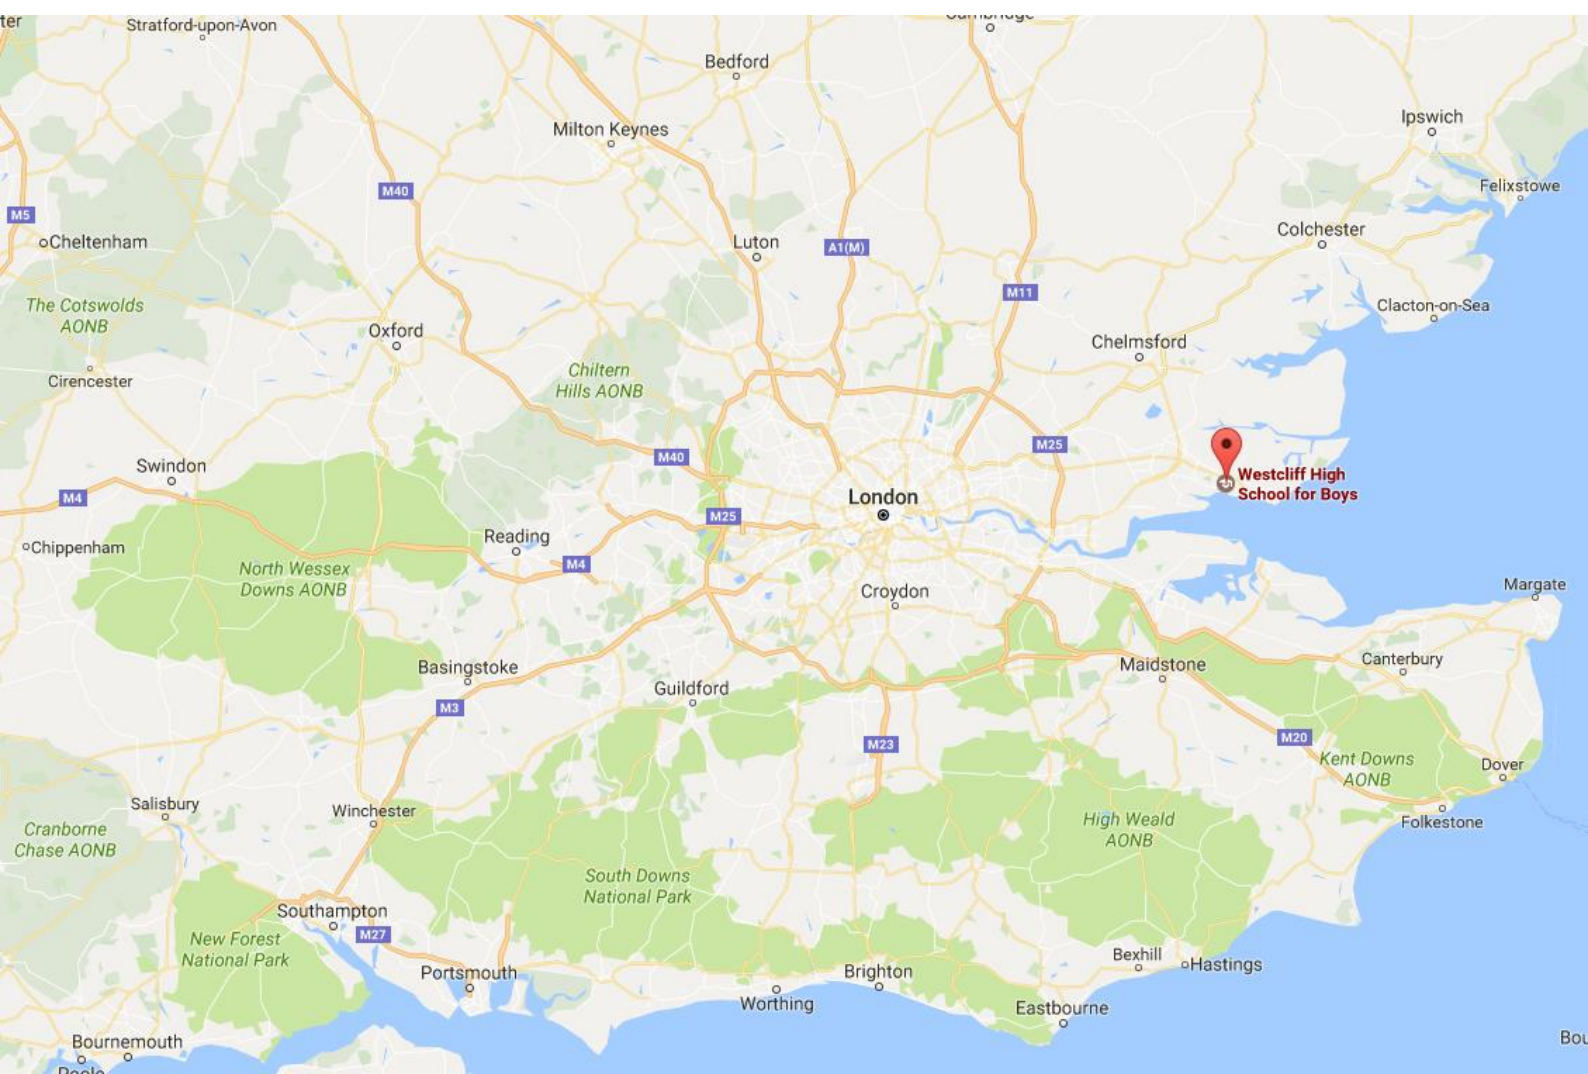 Stratford-upon-Avon
Bedford
Milton Keynes
Ipswich
M40
Felixstowe
M5
Cheltenham
Colchester
Luton
A1(M)
M11
The Cotswolds
AONB
Clacton-on-Sea
Oxford
Chelmsford
Chiltern
Hills AONB
Cirencester
M25
M40
Swindon
Westcliff High
School for Boys
M4
London
M25
Reading
Chippenham
M4
North Wessex
Downs AONB
Croydon
Margate
Basingstoke
Maidstone
Canterbury
Guildford
M3
M23
M20
Kent Downs
AONB
Dover
Salisbury
Winchester
High Weald
AONB
Folkestone
Cranborne
Chase AONB
South Downs
National Park
Southampton
M27
New Forest
National Park
Bexhill
Hastings
Portsmouth
Brighton
Worthing
Eastbourne
Bournemouth
Bou